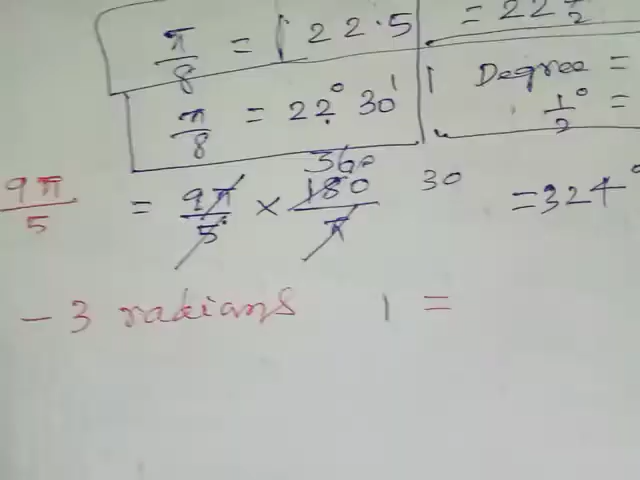 π/8 = 22.5 = 22 1/2
π/8 = 22° 30' Degree =
1/2° =
360
9π/5 = 9π/5 × 180/π 30 = 324°
- 3 radians 1 =